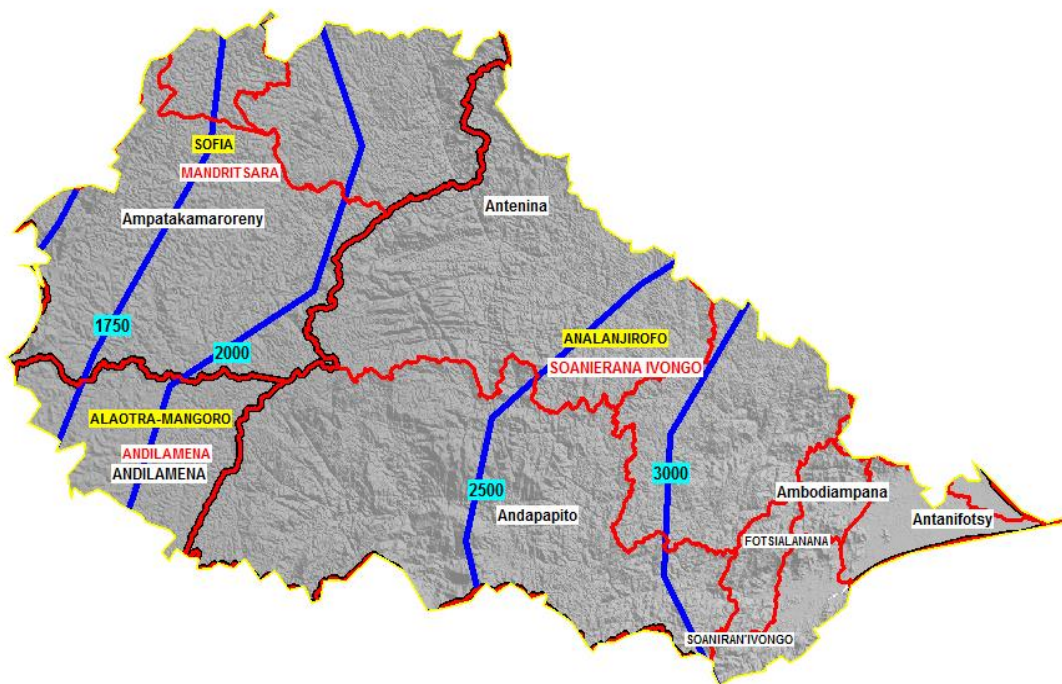 SOFIA
MANDRITSARA
Ampatakamaroreny
Antenina
1750
2000
ANALANJIROFO
SOANIERANA IVONGO
ALAOTRA-MANGORO
ANDILAMENA
ANDILAMENA
2500
3000
Andapapito
Ambodiampana
Antanifotsy
FOTSIALANANA
SOANIRAN'IVONGO